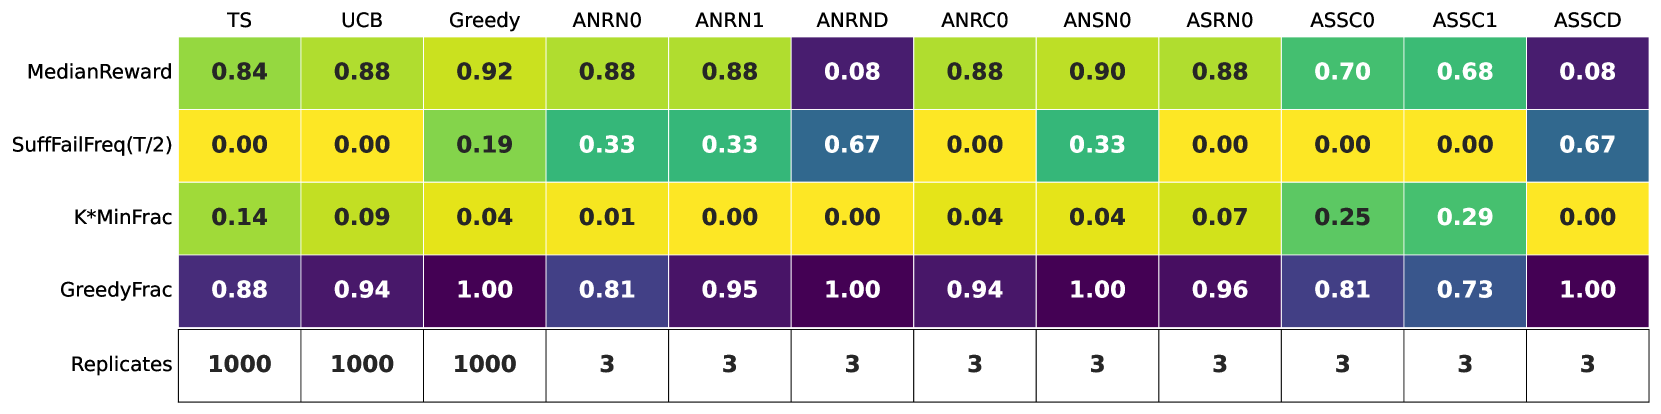 TS UCB Greedy ANRN0 ANRN1 ANRND ANRC0 ANSN0 ASRN0 ASSC0 ASSC1 ASSCD
MedianReward 0.84 0.88 0.92 0.88 0.88 0.08 0.88 0.90 0.88 0.70 0.68 0.08
SuffFailFreq(T/2) 0.00 0.00 0.19 0.33 0.33 0.67 0.00 0.33 0.00 0.00 0.00 0.67
K*MinFrac 0.14 0.09 0.04 0.01 0.00 0.00 0.04 0.04 0.07 0.25 0.29 0.00
GreedyFrac 0.88 0.94 1.00 0.81 0.95 1.00 0.94 1.00 0.96 0.81 0.73 1.00
Replicates 1000 1000 1000 3 3 3 3 3 3 3 3 3